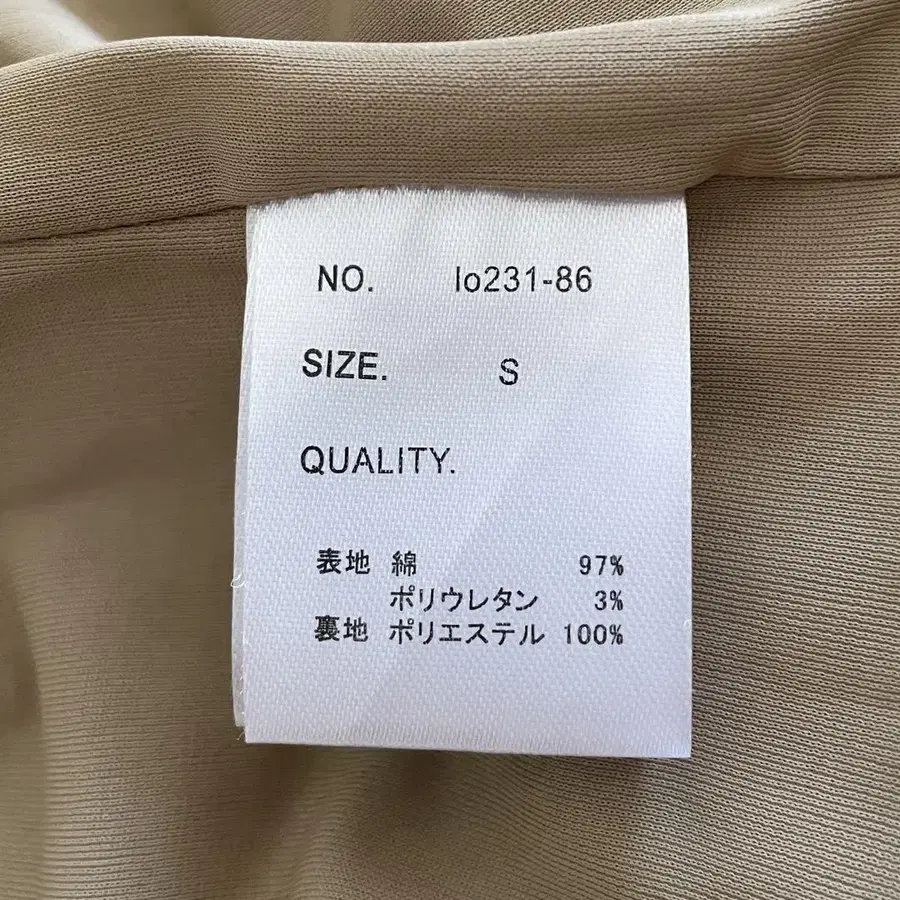 NO. lo231-86
SIZE. S
QUALITY.
表地 綿 97%
ポリウレタン 3%
裏地 ポリエステル 100%